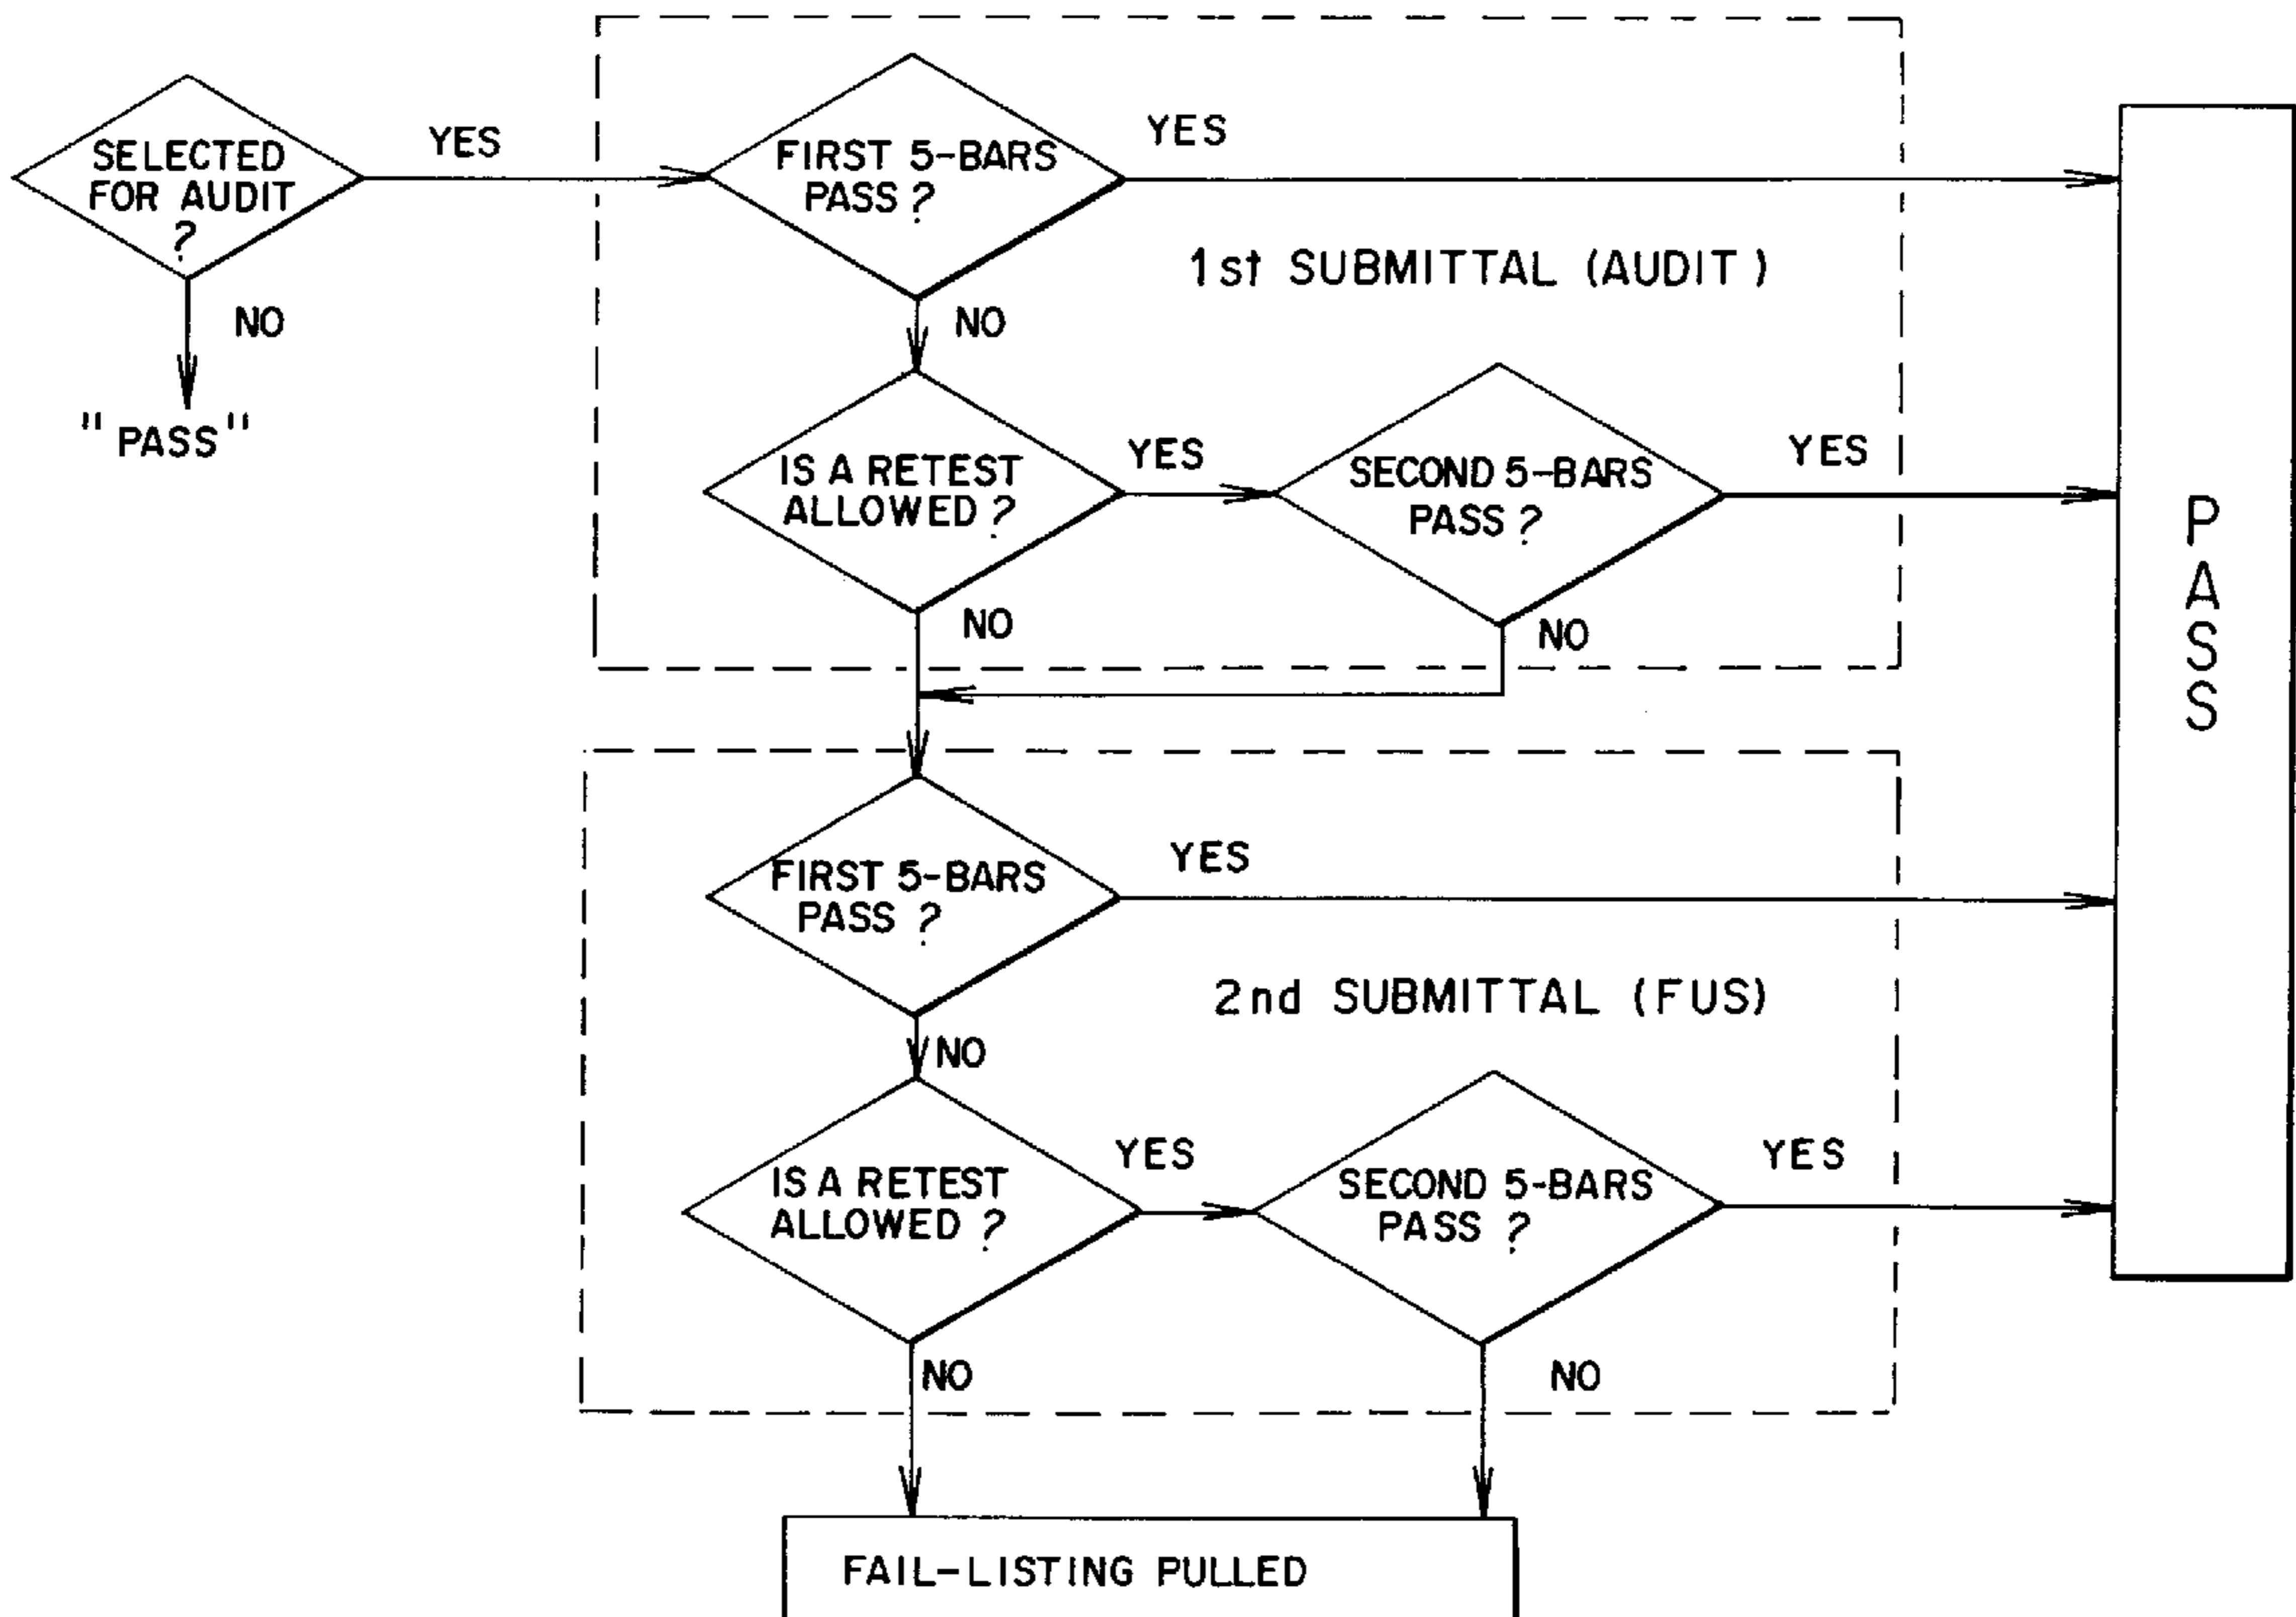 SELECTED
FOR AUDIT
?
YES
NO
"PASS"
FIRST 5-BARS
PASS ?
YES
NO
1st SUBMITTAL (AUDIT)
IS A RETEST
ALLOWED ?
YES
NO
SECOND 5-BARS
PASS ?
YES
NO
FIRST 5-BARS
PASS ?
YES
NO
2nd SUBMITTAL (FUS)
IS A RETEST
ALLOWED ?
YES
NO
SECOND 5-BARS
PASS ?
YES
NO
PASS
FAIL-LISTING PULLED